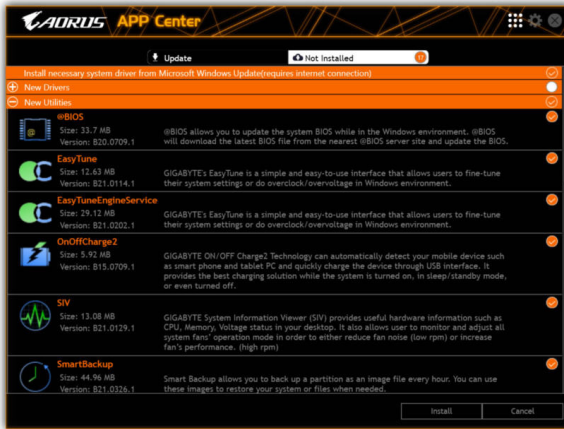 AORUS APP Center
Update
Not Installed
Install necessary system driver from Microsoft Windows Update(requires internet connection)
New Drivers
New Utilities
@BIOS
Size: 33.7 MB
Version: B20.0709.1
@BIOS allows you to update the system BIOS while in the Windows environment. @BIOS
will download the latest BIOS file from the nearest @BIOS server site and update the BIOS.
EasyTune
Size: 12.63 MB
Version: B21.0114.1
GIGABYTE's EasyTune is a simple and easy-to-use interface that allows users to fine-tune
their system settings or do overclock/overvoltage in Windows environment.
EasyTuneEngineService
Size: 29.12 MB
Version: B21.0202.1
GIGABYTE's EasyTune is a simple and easy-to-use interface that allows users to fine-tune
their system settings or do overclock/overvoltage in Windows environment.
OnOffCharge2
Size: 5.92 MB
Version: B15.0709.1
GIGABYTE ON/OFF Charge2 Technology can automatically detect your mobile device such
as smart phone and tablet PC and quickly charge the device through USB interface. It
provides the best charging solution while the system is turned on, in sleep/standby mode,
or even turned off.
SIV
Size: 13.08 MB
Version: B21.0129.1
GIGABYTE System Information Viewer (SIV) provides useful hardware information such as
CPU, Memory, Voltage status in your desktop. It also allows user to monitor and adjust all
system fans' operation mode in order to either reduce fan noise (low rpm) or increase
fan's performance. (high rpm)
SmartBackup
Size: 44.96 MB
Version: B21.0326.1
Smart Backup allows you to back up a partition as an image file every hour. You can use
these images to restore your system or files when needed.
Install
Cancel